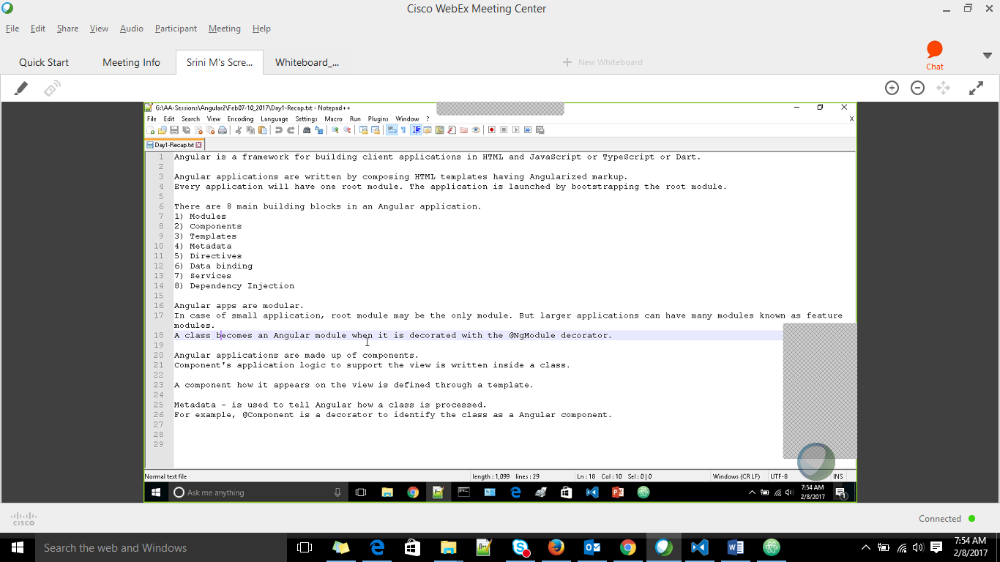 Cisco WebEx Meeting Center
File Edit Share View Audio Participant Meeting Help
Quick Start Meeting Info Srini M's Scre... Whiteboard_... New Whiteboard Chat
G:\AA-Sessions\Angular2\Feb07-10_2017\Day1-Recap.txt - Notepad++
File Edit Search View Encoding Language Settings Macro Run Plugins Window ? X
Day1-Recap.txt
1 Angular is a framework for building client applications in HTML and JavaScript or TypeScript or Dart.
2
3 Angular applications are written by composing HTML templates having Angularized markup.
4 Every application will have one root module. The application is launched by bootstrapping the root module.
5
6 There are 8 main building blocks in an Angular application.
7 1) Modules
8 2) Components
9 3) Templates
10 4) Metadata
11 5) Directives
12 6) Data binding
13 7) Services
14 8) Dependency Injection
15
16 Angular apps are modular.
17 In case of small application, root module may be the only module. But larger applications can have many modules known as feature
modules.
18 A class becomes an Angular module when it is decorated with the @NgModule decorator.
19
20 Angular applications are made up of components.
21 Component's application logic to support the view is written inside a class.
22
23 A component how it appears on the view is defined through a template.
24
25 Metadata - is used to tell Angular how a class is processed.
26 For example, @Component is a decorator to identify the class as a Angular component.
27
28
29
Normal text file length : 1,099 lines : 29 Ln : 18 Col : 10 Sel : 0 | 0 Windows (CR LF) UTF-8 INS
Ask me anything 7:54 AM
2/8/2017 1
CISCO Connected
Search the web and Windows 7:54 AM
2/8/2017